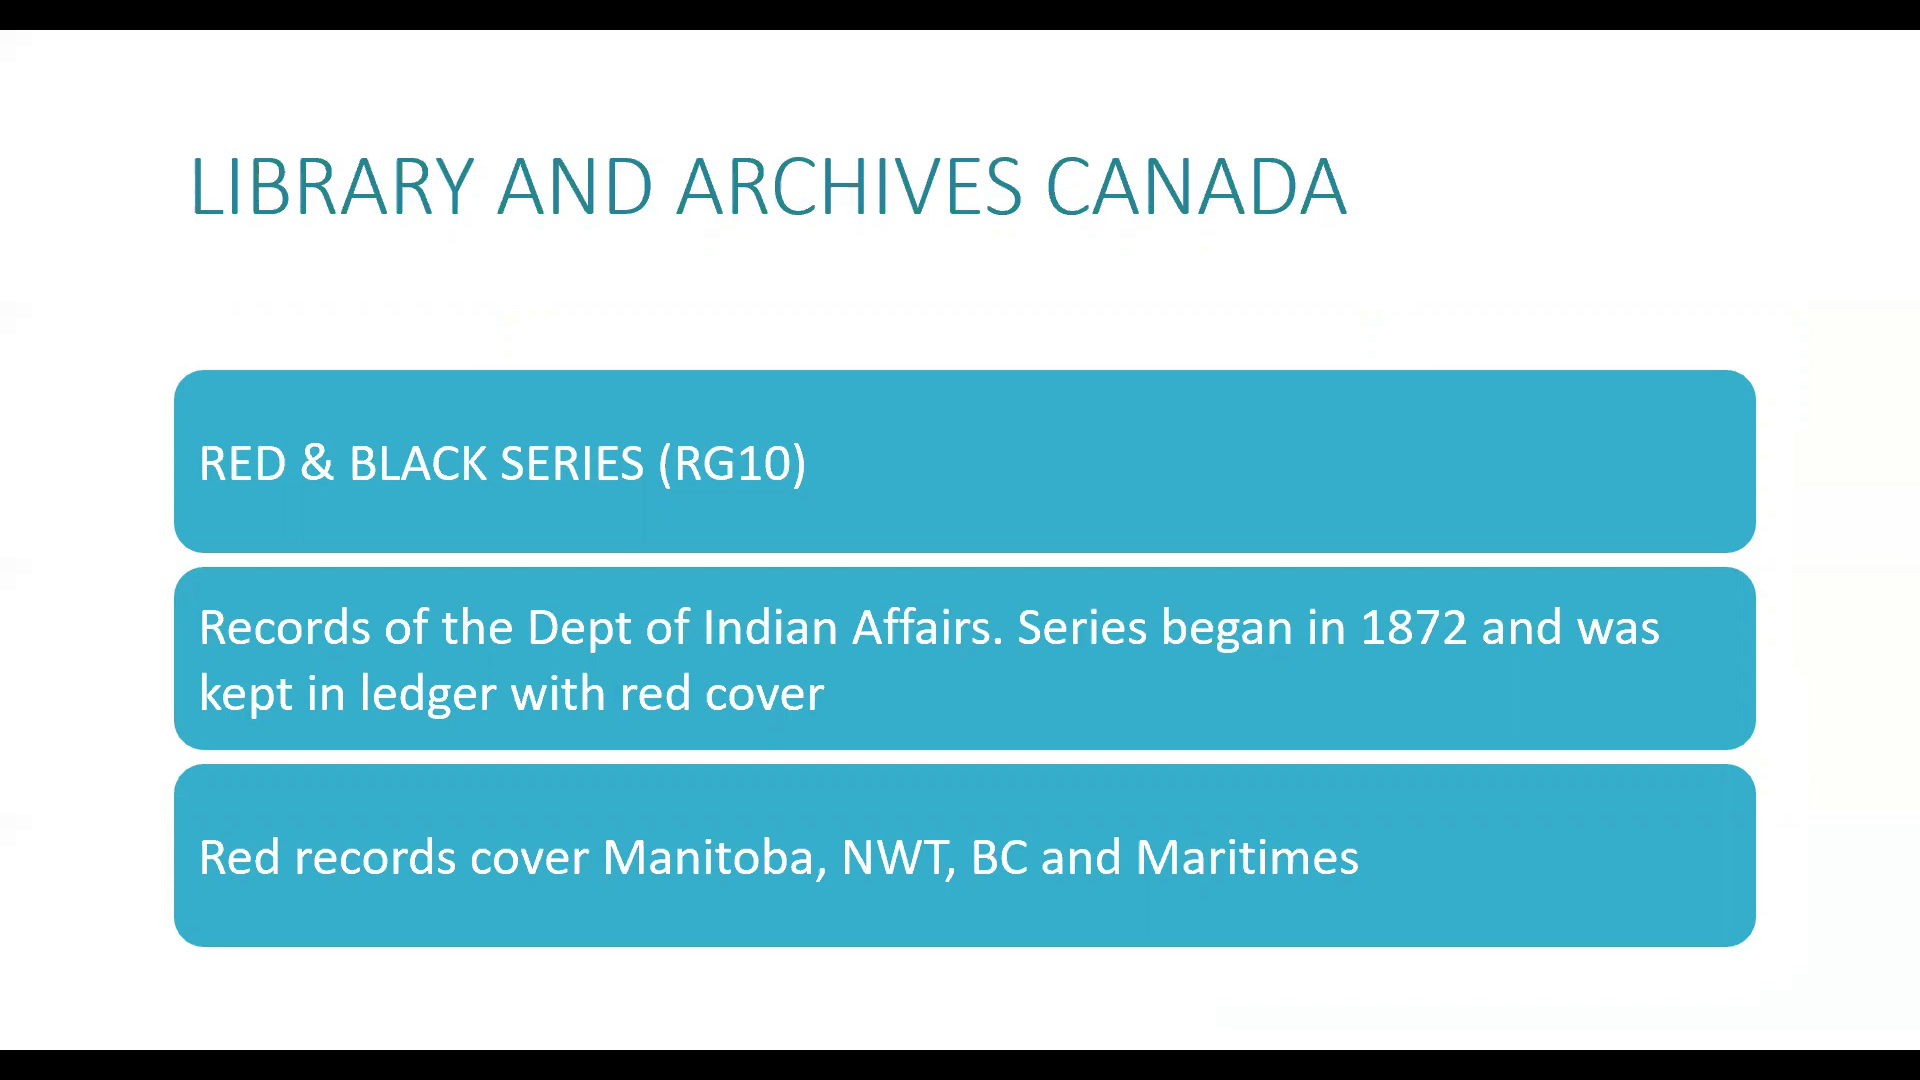 LIBRARY AND ARCHIVES CANADA
RED & BLACK SERIES (RG10)
Records of the Dept of Indian Affairs. Series began in 1872 and was
kept in ledger with red cover
Red records cover Manitoba, NWT, BC and Maritimes